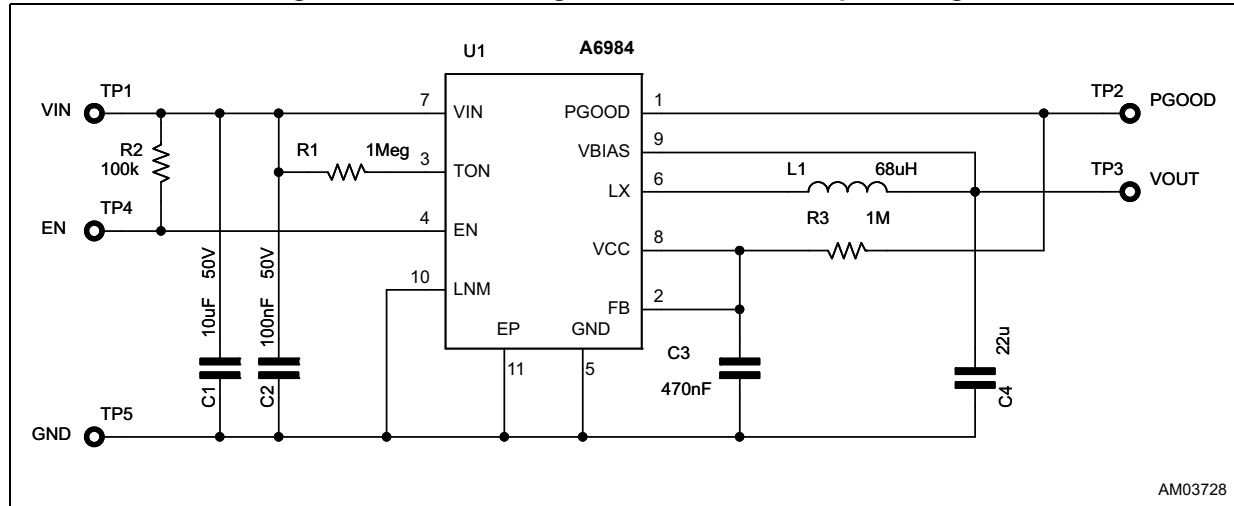 U1 A6984
VIN TP1 7 VIN PGOOD 1 TP2 PGOOD
R2 100k
R1 1Meg 3 TON VBIAS 9
LX 6 L1 68uH TP3 VOUT
EN TP4 4 EN VCC 8 R3 1M
10 LNM FB 2
EP GND
11 5
C1 10uF 50V
C2 100nF 50V
C3
470nF
C4 22u
GND TP5
AM03728